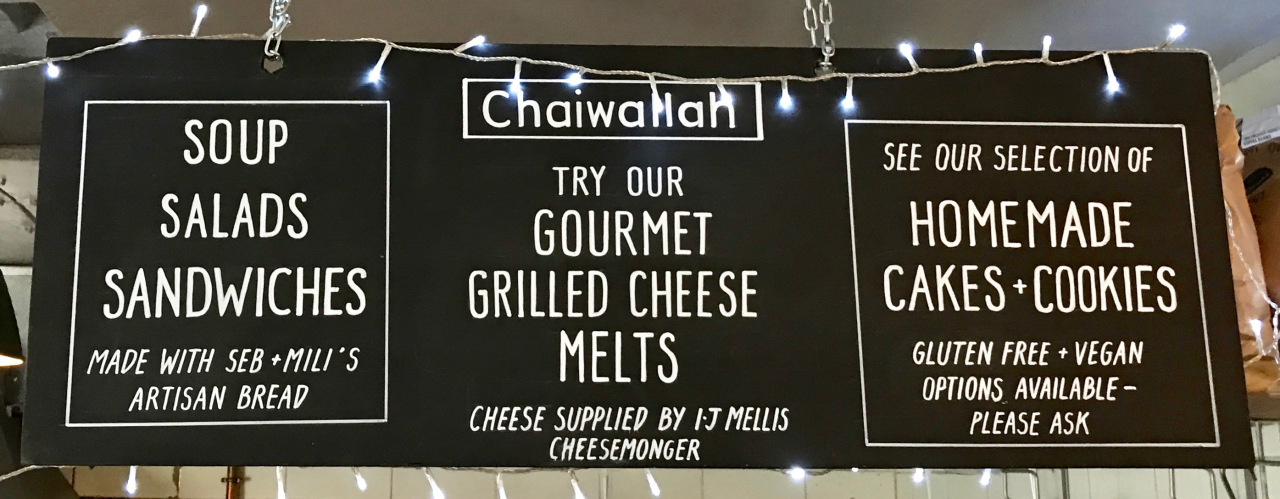 Chaiwallah
SOUP
SALADS
SANDWICHES
MADE WITH SEB + MILI'S
ARTISAN BREAD
TRY OUR
GOURMET
GRILLED CHEESE
MELTS
CHEESE SUPPLIED BY I·J MELLIS
CHEESEMONGER
SEE OUR SELECTION OF
HOMEMADE
CAKES + COOKIES
GLUTEN FREE + VEGAN
OPTIONS AVAILABLE -
PLEASE ASK